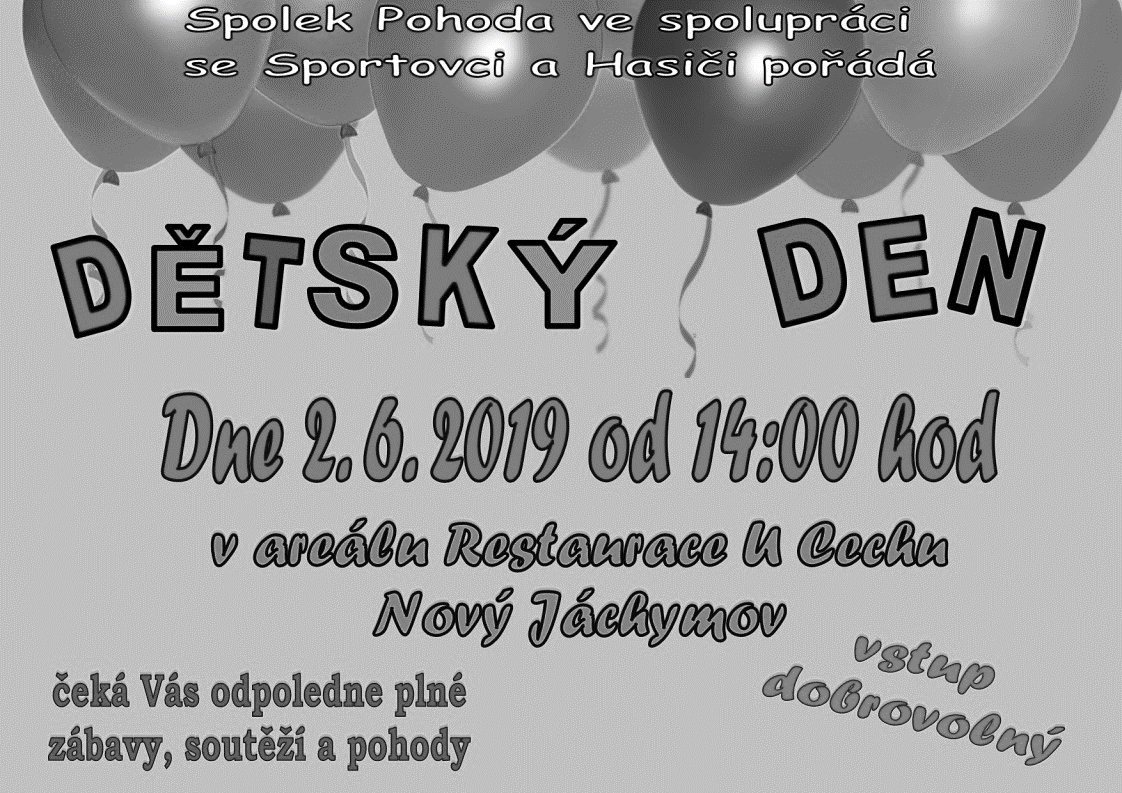 Spolek Pohoda ve spolupráci
se Sportovci a Hasiči pořádá
DĚTSKÝ DEN
Dne 2.6.2019 od 14:00 hod
v areálu Restaurace U Cechu
Nový Jáchymov
vstup
dobrovolný
čeká Vás odpoledne plné
zábavy, soutěží a pohody